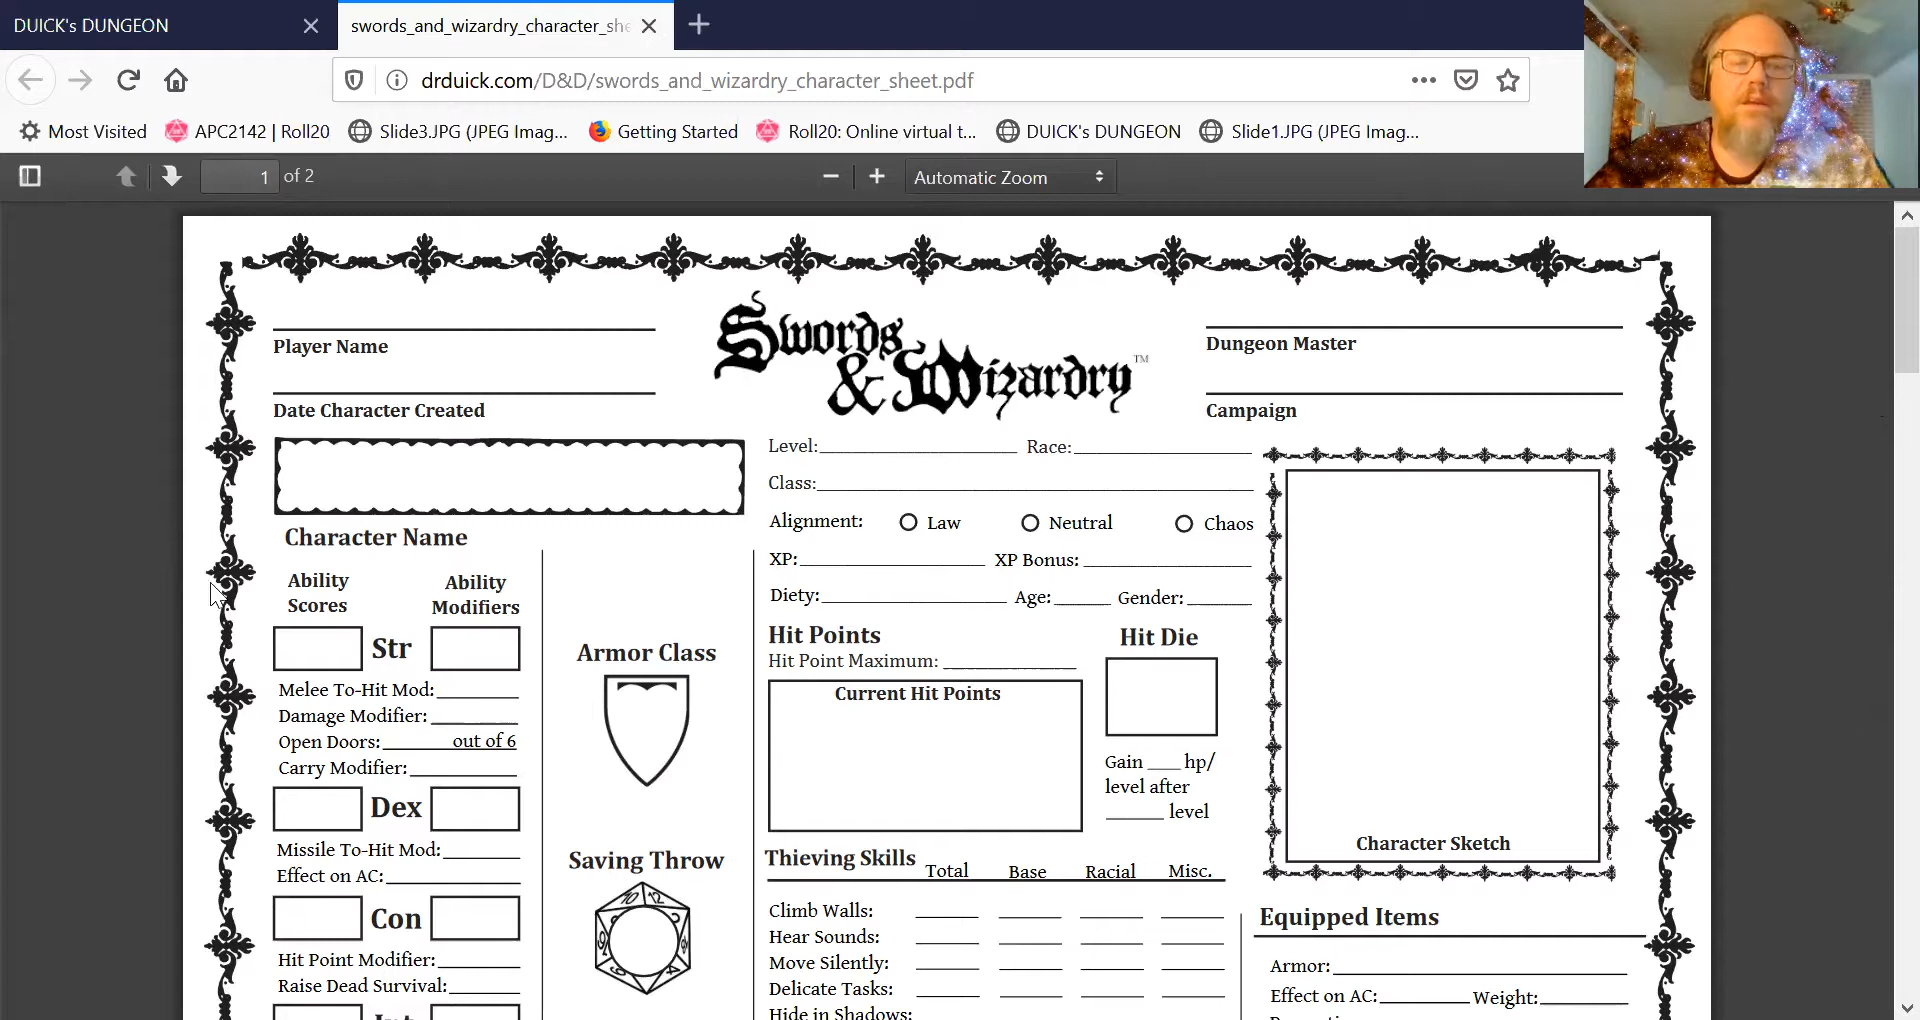 DUICK's DUNGEON
swords_and_wizardry_character_she
drduick.com/D&D/swords_and_wizardry_character_sheet.pdf
Most Visited APC2142 | Roll20 Slide3.JPG (JPEG Imag... Getting Started Roll20: Online virtual t... DUICK's DUNGEON Slide1.JPG (JPEG Imag...
1 of 2
Automatic Zoom
Swords & Wizardry™
Player Name
Date Character Created
Dungeon Master
Campaign
Character Name
Level: Race:
Class:
Alignment: Law Neutral Chaos
XP: XP Bonus:
Diety: Age: Gender:
Ability Scores
Ability Modifiers
Str
Melee To-Hit Mod:
Damage Modifier:
Open Doors: out of 6
Carry Modifier:
Dex
Missile To-Hit Mod:
Effect on AC:
Con
Hit Point Modifier:
Raise Dead Survival:
Armor Class
Saving Throw
10 12
Hit Points
Hit Point Maximum:
Current Hit Points
Hit Die
Gain ___ hp/
level after
______ level
Thieving Skills Total Base Racial Misc.
Climb Walls:
Hear Sounds:
Move Silently:
Delicate Tasks:
Hide in Shadows:
Character Sketch
Equipped Items
Armor:
Effect on AC: Weight: